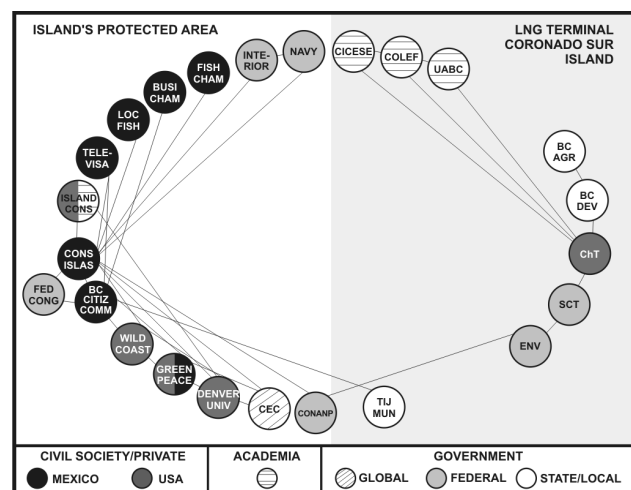 ISLAND'S PROTECTED AREA
LNG TERMINAL
CORONADO SUR
ISLAND
NAVY
INTE-
RIOR
FISH
CHAM
BUSI
CHAM
LOC
FISH
TELE-
VISA
ISLAND
CONS
CONS
ISLAS
FED
CONG
BC
CITIZ
COMM
WILD
COAST
GREEN
PEACE
DENVER
UNIV
CEC
CONANP
TIJ
MUN
CICESE
COLEF
UABC
BC
AGR
BC
DEV
ChT
SCT
ENV
CIVIL SOCIETY/PRIVATE
MEXICO
USA
ACADEMIA
GOVERNMENT
GLOBAL
FEDERAL
STATE/LOCAL